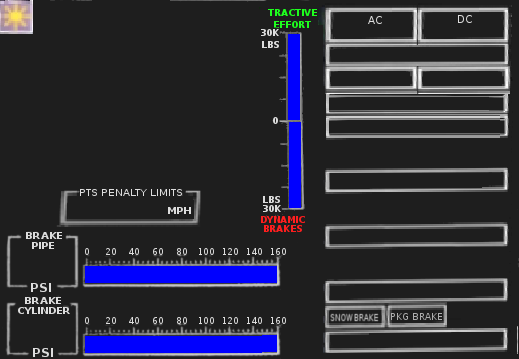 TRACTIVE
EFFORT
30K
LBS
0
LBS
30K
DYNAMIC
BRAKES
AC
DC
PTS PENALTY LIMITS
MPH
BRAKE
PIPE
PSI
0 20 40 60 80 100 120 140 160
BRAKE
CYLINDER
PSI
0 20 40 60 80 100 120 140 160
SNOWBRAKE
PKG BRAKE